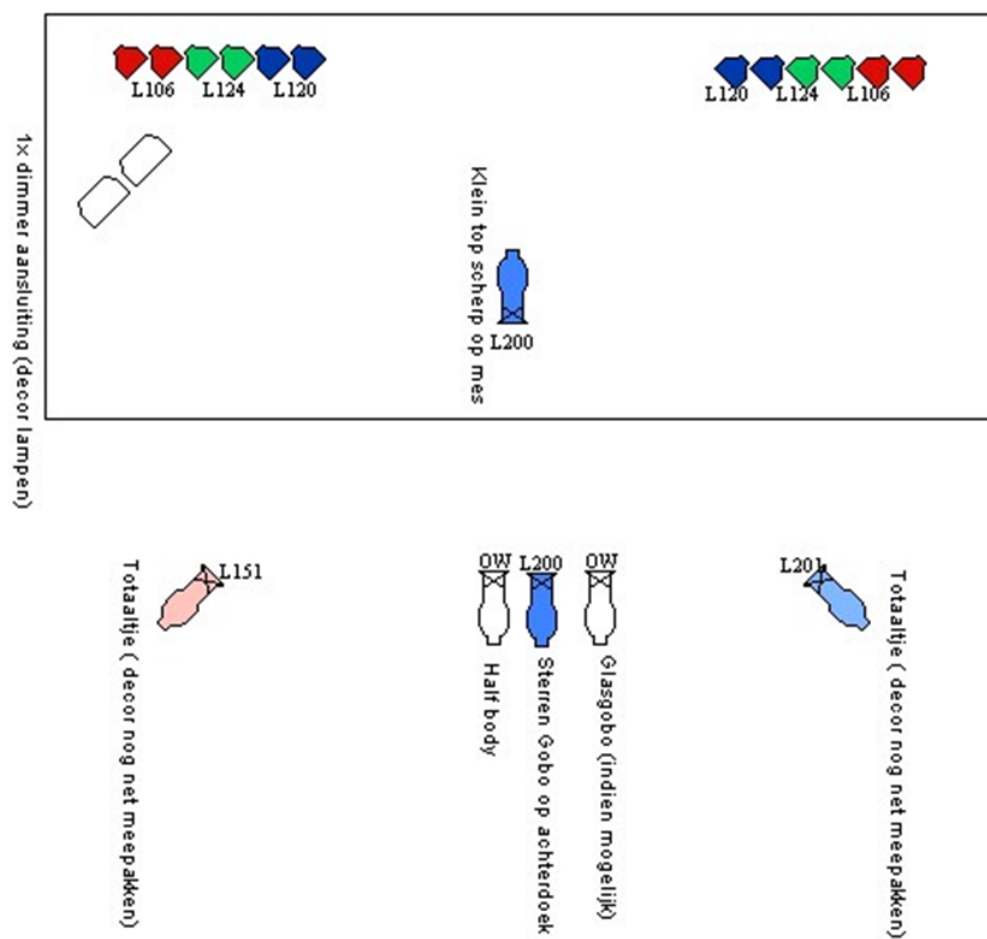 L106 L124 L120
L120 L124 L106
1x dimmer aansluiting (decor lampen)
Klein top scherp op mes
L200
L151
OW
L200
OW
L201
Totaaltje ( decor nog net meepakken)
Half body
Sterren Gobo op achterdoek
Glasgobo (indien mogelijk)
Totaaltje ( decor nog net meepakken)